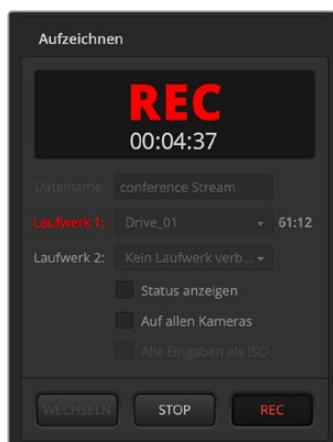 Aufzeichnen
REC
00:04:37
Dateiname: conference Stream
Laufwerk 1: Drive_01 61:12
Laufwerk 2: Kein Laufwerk verb...
Status anzeigen
Auf allen Kameras
Alle Eingaben als ISO
WECHSELN STOP REC